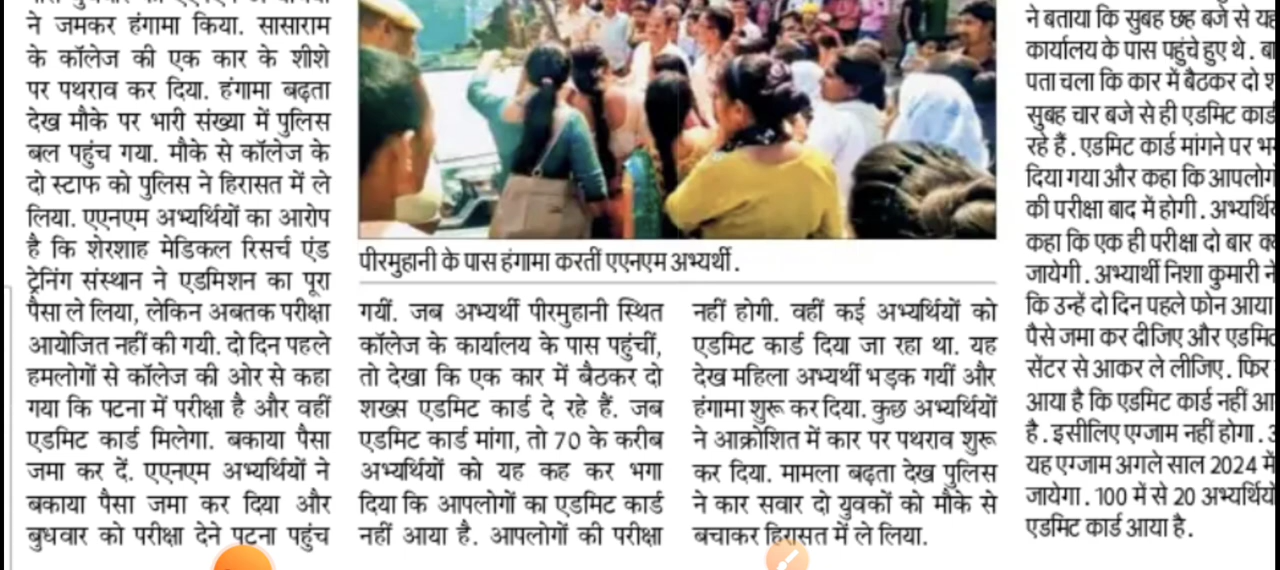 ने जमकर हंगामा किया. सासाराम
के कॉलेज की एक कार के शीशे
पर पथराव कर दिया. हंगामा बढ़ता
देख मौके पर भारी संख्या में पुलिस
बल पहुंच गया. मौके से कॉलेज के
दो स्टाफ को पुलिस ने हिरासत में ले
लिया. एएनएम अभ्यर्थियों का आरोप
है कि शेरशाह मेडिकल रिसर्च एंड
ट्रेनिंग संस्थान ने एडमिशन का पूरा
पैसा ले लिया, लेकिन अबतक परीक्षा
आयोजित नहीं की गयी. दो दिन पहले
हमलोगों से कॉलेज की ओर से कहा
गया कि पटना में परीक्षा है और वहीं
एडमिट कार्ड मिलेगा. बकाया पैसा
जमा कर दें. एएनएम अभ्यर्थियों ने
बकाया पैसा जमा कर दिया और
बुधवार को परीक्षा देने पटना पहुंच
पीरमुहानी के पास हंगामा करतीं एएनएम अभ्यर्थी.
गयीं. जब अभ्यर्थी पीरमुहानी स्थित
कॉलेज के कार्यालय के पास पहुंचीं,
तो देखा कि एक कार में बैठकर दो
शख्स एडमिट कार्ड दे रहे हैं. जब
एडमिट कार्ड मांगा, तो 70 के करीब
अभ्यर्थियों को यह कह कर भगा
दिया कि आपलोगों का एडमिट कार्ड
नहीं आया है. आपलोगों की परीक्षा
नहीं होगी. वहीं कई अभ्यर्थियों को
एडमिट कार्ड दिया जा रहा था. यह
देख महिला अभ्यर्थी भड़क गयीं और
हंगामा शुरू कर दिया. कुछ अभ्यर्थियों
ने आक्रोशित में कार पर पथराव शुरू
कर दिया. मामला बढ़ता देख पुलिस
ने कार सवार दो युवकों को मौके से
बचाकर हिरासत में ले लिया.
ने बताया कि सुबह छह बजे से
कार्यालय के पास पहुंचे हुए थे.
पता चला कि कार में बैठकर दो
सुबह चार बजे से ही एडमिट कार्ड
रहे हैं. एडमिट कार्ड मांगने पर
दिया गया और कहा कि आपलोग
की परीक्षा बाद में होगी.
कहा कि एक ही परीक्षा दो बार
जायेगी. अभ्यार्थी निशा कुमारी ने
कि उन्हें दो दिन पहले फोन आया
पैसे जमा कर दीजिए और
सेंटर से आकर ले लीजिए. फिर
आया है कि एडमिट कार्ड नहीं आ
है. इसीलिए एग्जाम नहीं होगा.
यह एग्जाम अगले साल 2024 में
जायेगा. 100 में से 20
एडमिट कार्ड आया है.